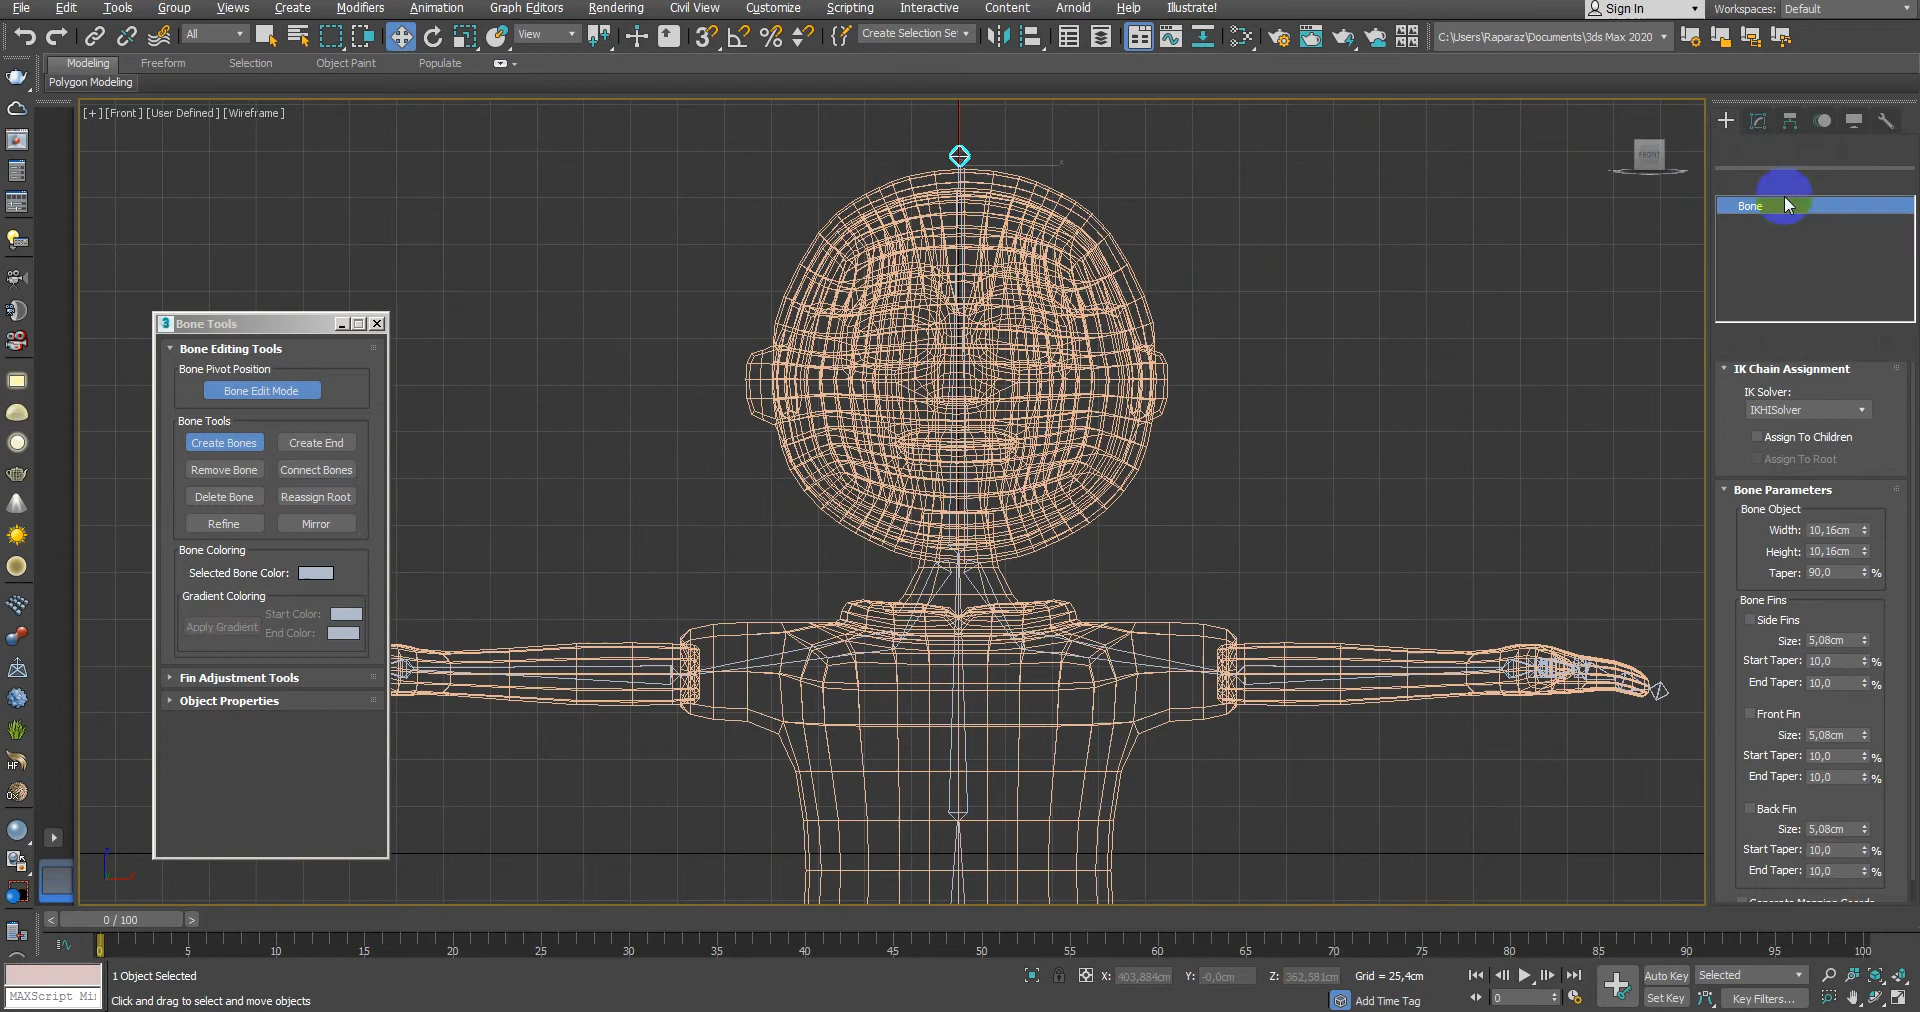 File Edit Tools Group Views Create Modifiers Animation Graph Editors Rendering Civil View Customize Scripting Interactive Content Arnold Help Illustrate! Sign In Workspaces: Default
All View Create Selection Se C:\Users\Raparaz\Documents\3ds Max 2020
Modeling Freeform Selection Object Paint Populate
Polygon Modeling
[+] [Front] [User Defined] [Wireframe]
FRONT
x
Bone
3 Bone Tools
Bone Editing Tools
Bone Pivot Position
Bone Edit Mode
Bone Tools
Create Bones Create End
Remove Bone Connect Bones
Delete Bone Reassign Root
Refine Mirror
Bone Coloring
Selected Bone Color:
Gradient Coloring
Apply Gradient Start Color:
End Color:
Fin Adjustment Tools
Object Properties
IK Chain Assignment
IK Solver:
IKHISolver
Assign To Children
Assign To Root
Bone Parameters
Bone Object
Width: 10,16cm
Height: 10,16cm
Taper: 90,0 %
Bone Fins
Side Fins
Size: 5,08cm
Start Taper: 10,0 %
End Taper: 10,0 %
Front Fin
Size: 5,08cm
Start Taper: 10,0 %
End Taper: 10,0 %
Back Fin
Size: 5,08cm
Start Taper: 10,0 %
End Taper: 10,0 %
HF
< 0 / 100 >
0 5 10 15 20 25 30 35 40 45 50 55 60 65 70 75 80 85 90 95 100
1 Object Selected X: 403,884cm Y: -0,0cm Z: 362,581cm Grid = 25,4cm Auto Key Selected
MAXScript Mi Click and drag to select and move objects Add Time Tag 0 Set Key Key Filters...